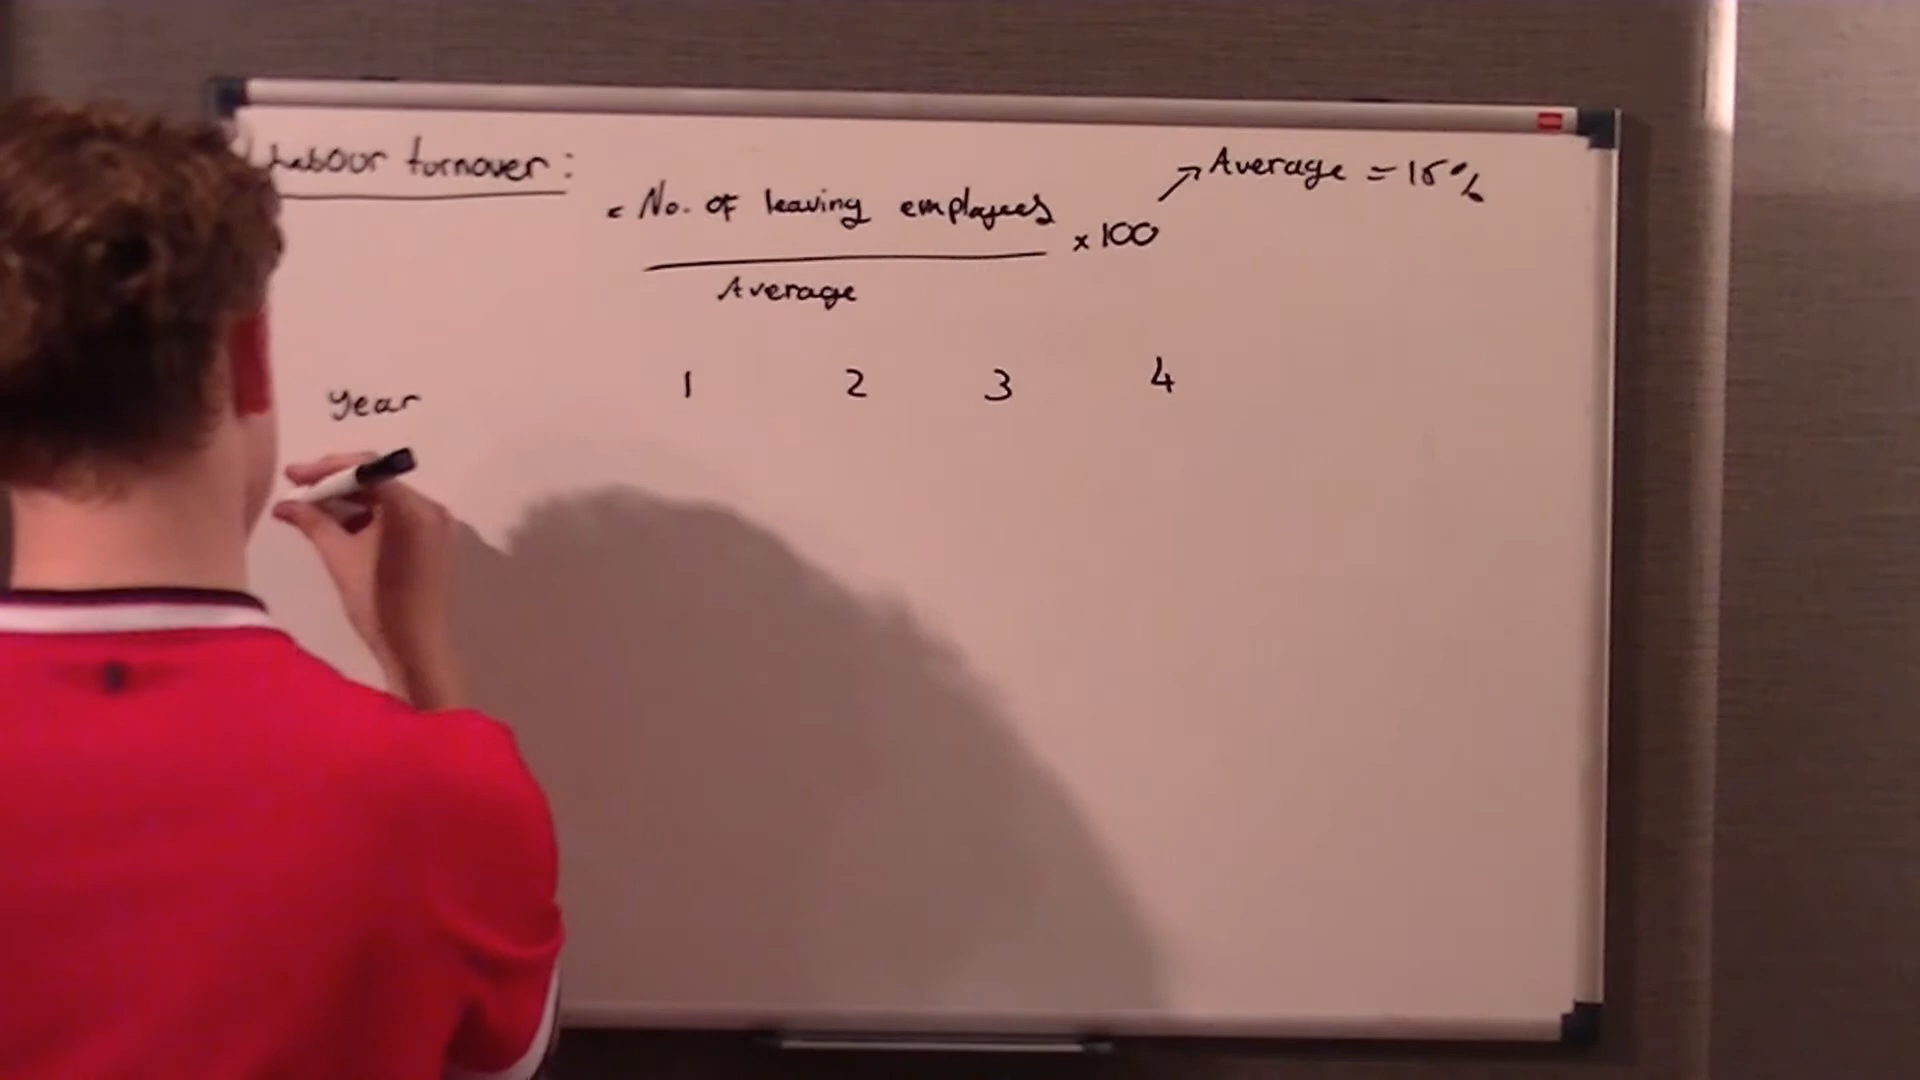 Labour turnover:
= No. of leaving employees
Average
× 100
→ Average = 15%
Year 1 2 3 4